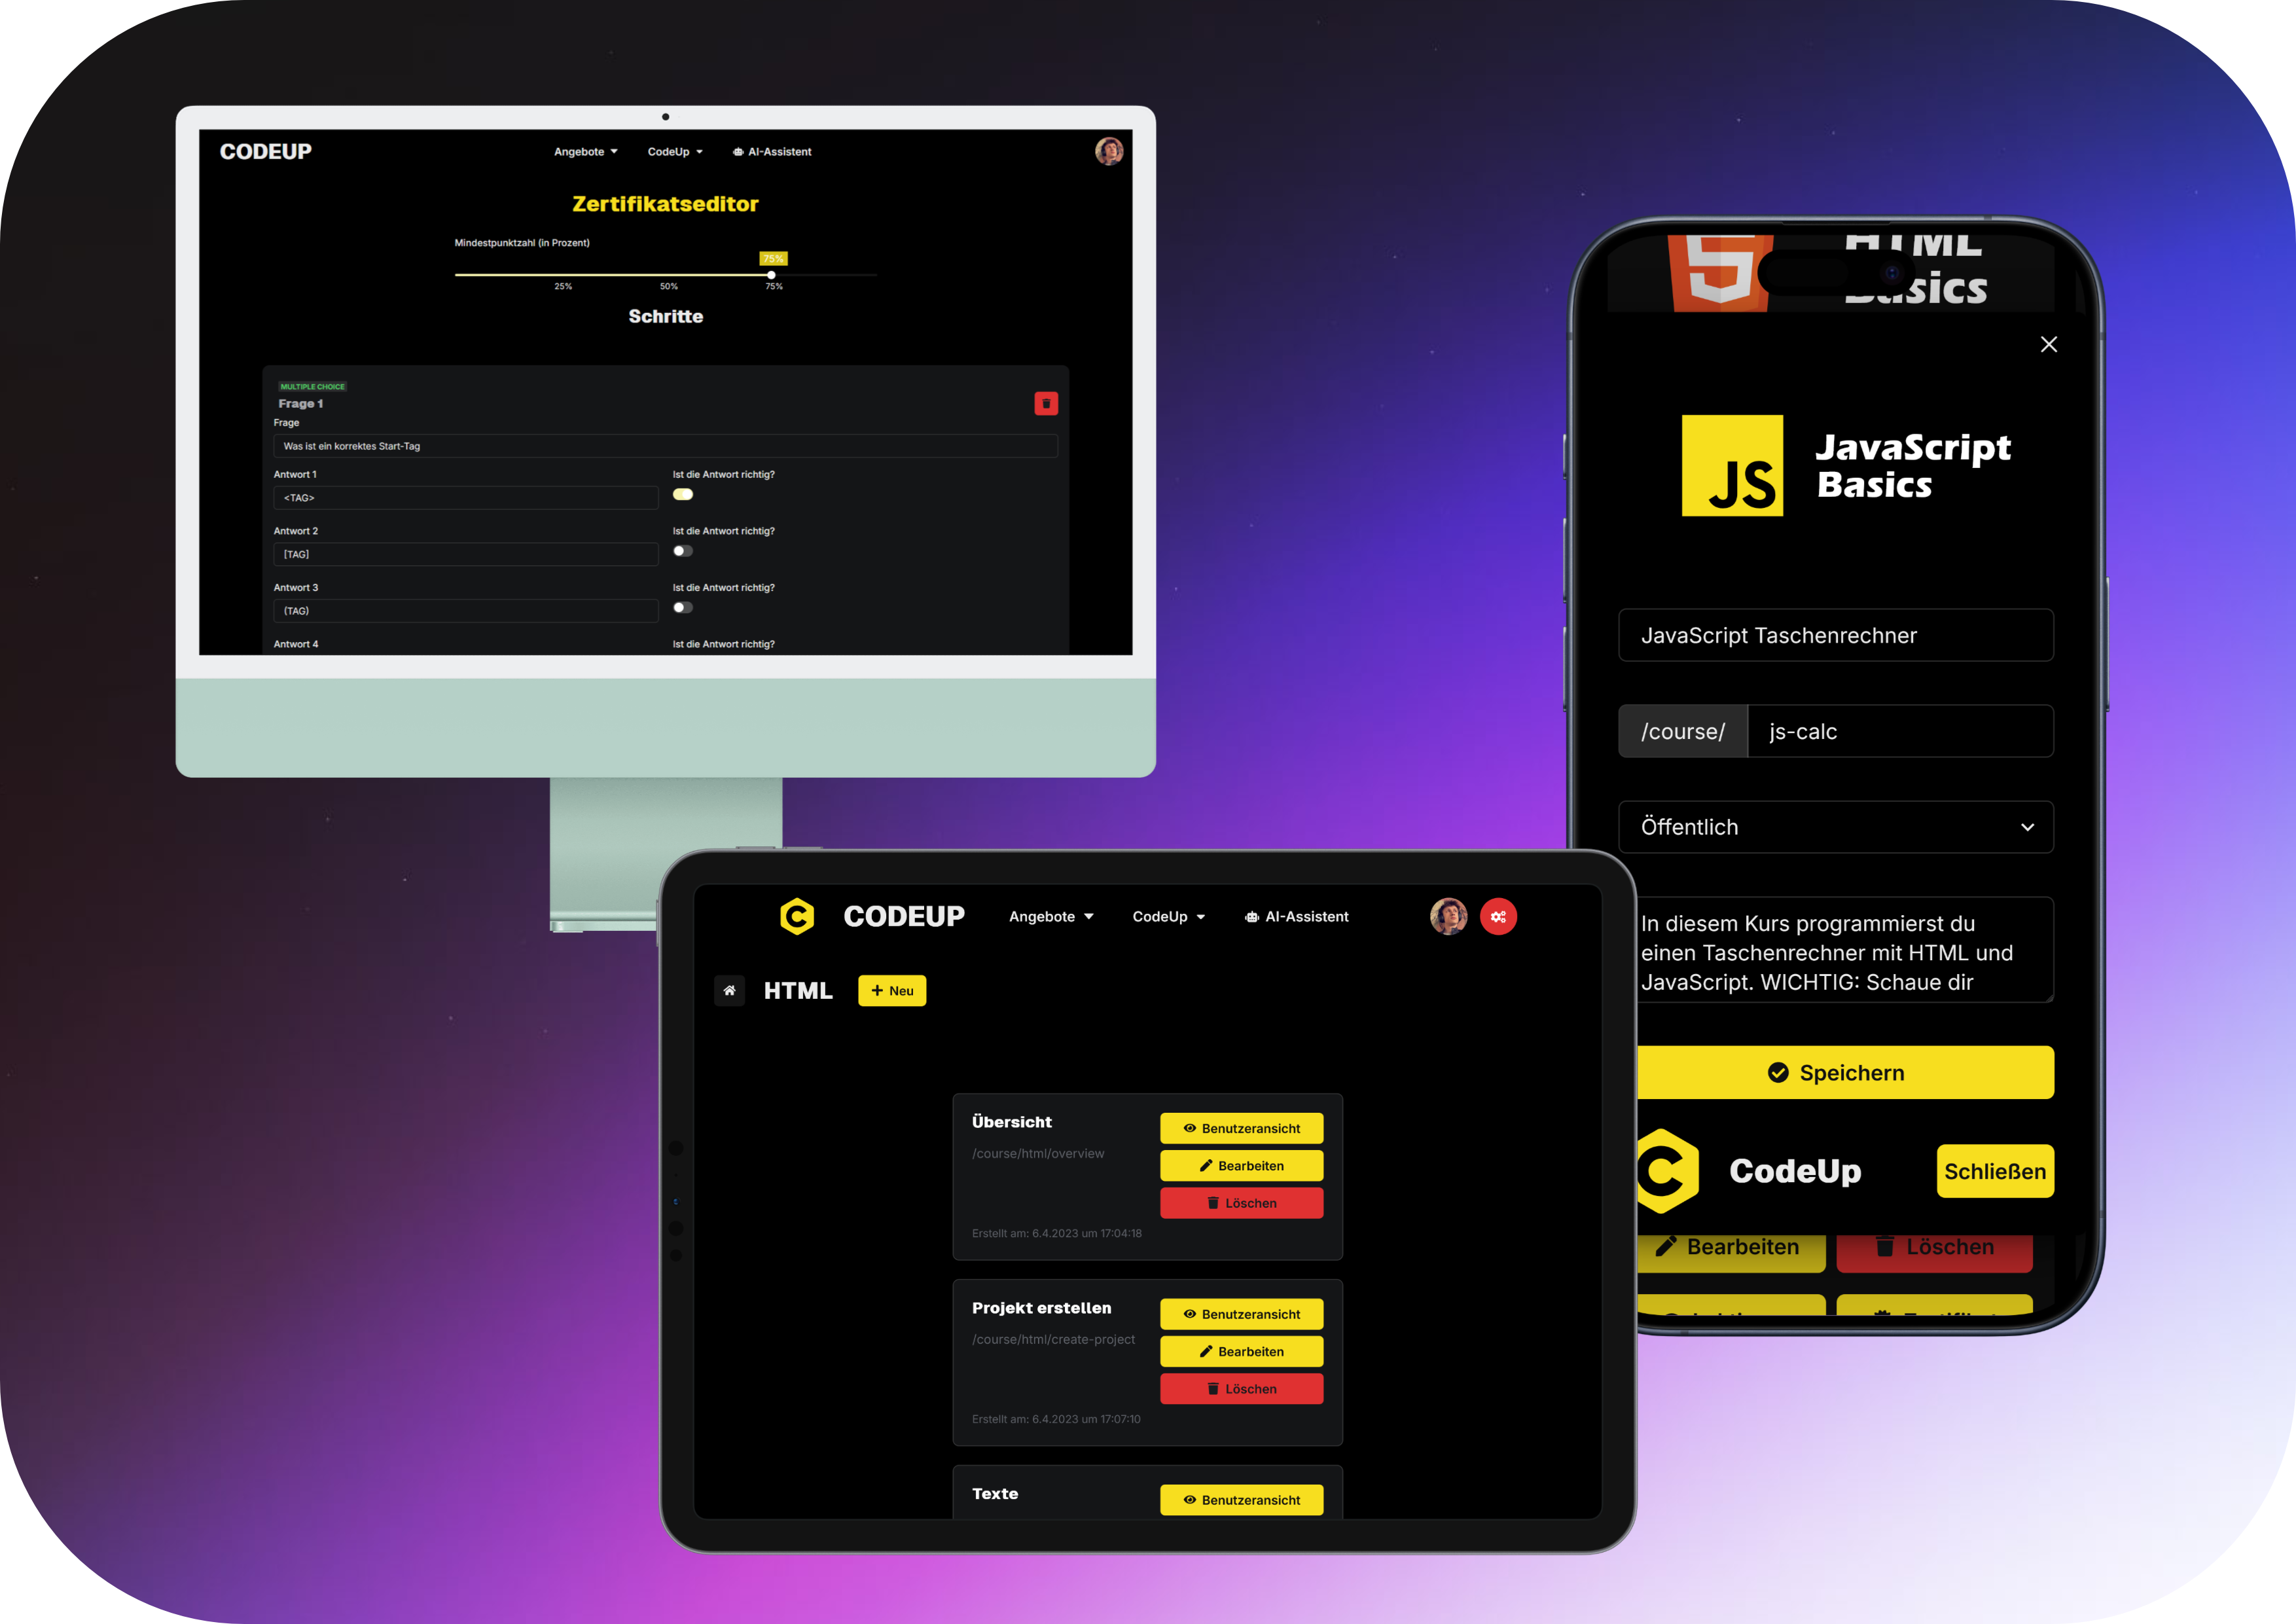 CODEUP
Angebote
CodeUp
AI-Assistent
Zertifikatseditor
Mindestpunktzahl (in Prozent)
75%
25%
50%
75%
Schritte
MULTIPLE CHOICE
Frage 1
Frage
Was ist ein korrektes Start-Tag
Antwort 1
Ist die Antwort richtig?
<TAG>
Antwort 2
Ist die Antwort richtig?
[TAG]
Antwort 3
Ist die Antwort richtig?
(TAG)
Antwort 4
Ist die Antwort richtig?
HTML
Basics
JS
JavaScript
Basics
JavaScript Taschenrechner
/course/
js-calc
Öffentlich
In diesem Kurs programmierst du
einen Taschenrechner mit HTML und
JavaScript. WICHTIG: Schaue dir
Speichern
CodeUp
Schließen
Bearbeiten
Löschen
CODEUP
Angebote
CodeUp
AI-Assistent
HTML
Neu
Übersicht
/course/html/overview
Benutzeransicht
Bearbeiten
Löschen
Erstellt am: 6.4.2023 um 17:04:18
Projekt erstellen
/course/html/create-project
Benutzeransicht
Bearbeiten
Löschen
Erstellt am: 6.4.2023 um 17:07:10
Texte
Benutzeransicht